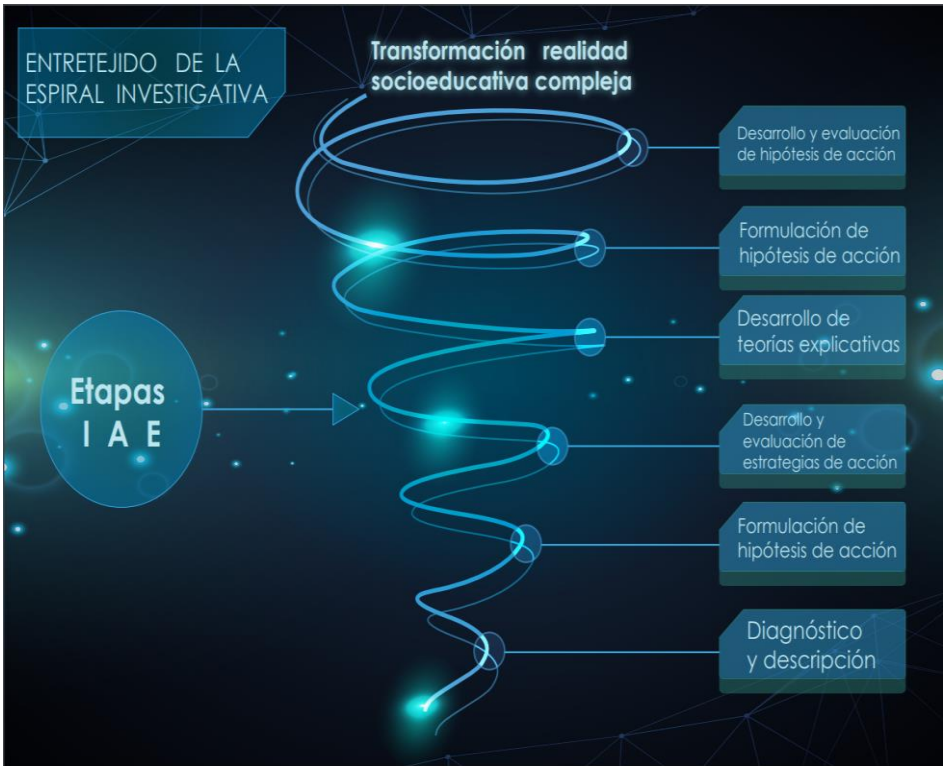 ENTRETEJIDO DE LA
ESPIRAL INVESTIGATIVA
Transformación realidad
socioeducativa compleja
Desarrollo y evaluación
de hipótesis de acción
Formulación de
hipótesis de acción
Desarrollo de
teorías explicativas
Etapas
I A E
Desarrollo y
evaluación de
estrategias de acción
Formulación de
hipótesis de acción
Diagnóstico
y descripción